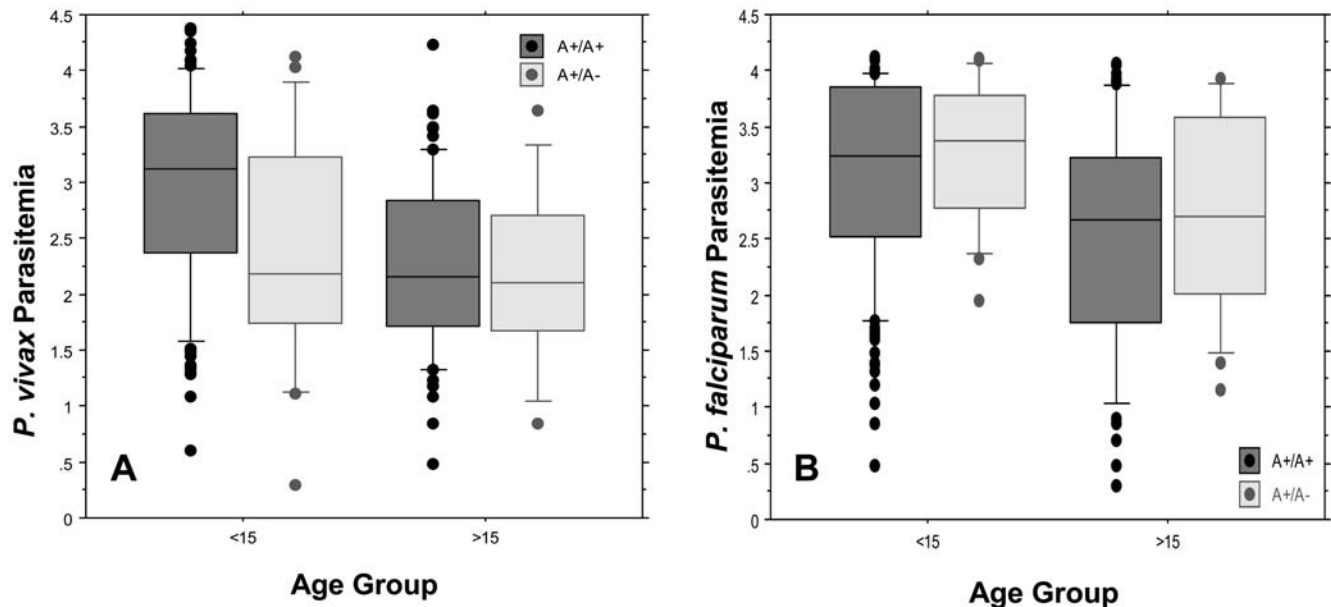 4.5
4
3.5
3
2.5
2
1.5
1
.5
0
P. vivax Parasitemia
A+/A+
A+/A-
A
<15
>15
Age Group
4.5
4
3.5
3
2.5
2
1.5
1
.5
0
P. falciparum Parasitemia
B
A+/A+
A+/A-
<15
>15
Age Group